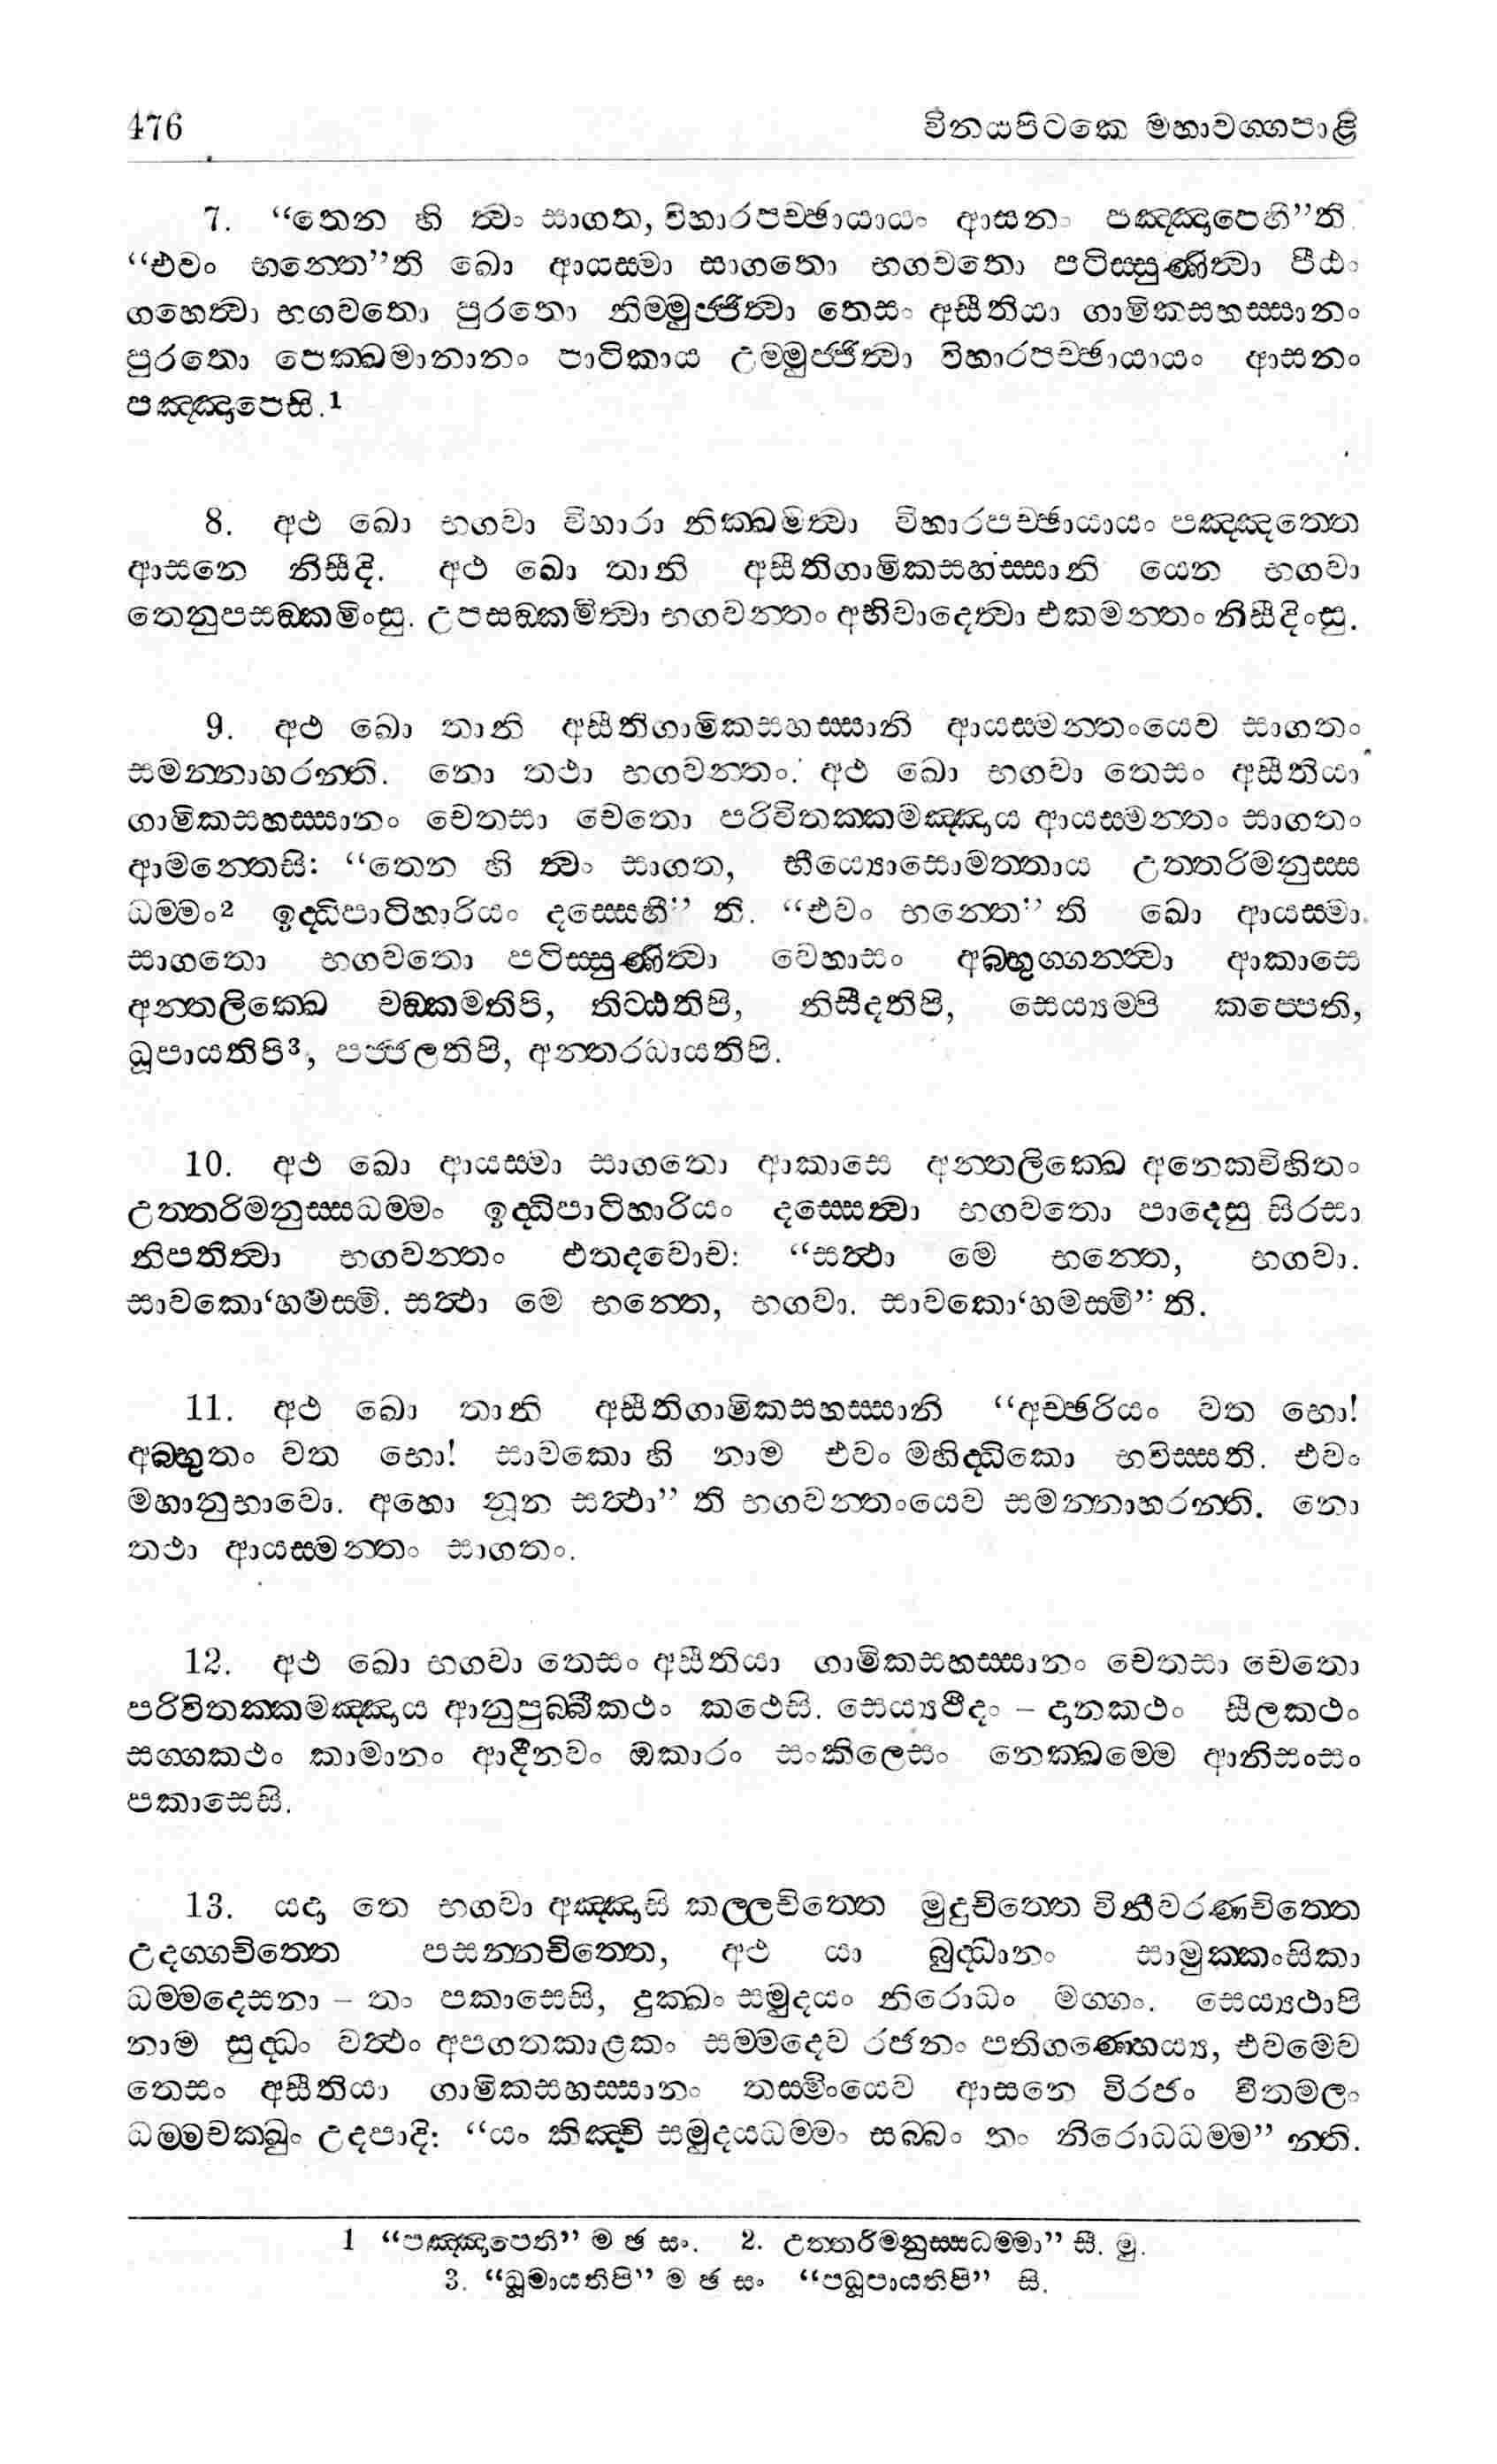 476 විනයපිටකෙ මහාවග්ගපාළි
7. “තෙන හි ත්වං සාගත, විහාරපච්ඡායායං ආසනං පඤ්ඤාපෙහි”ති.
“එවං භන්තෙ”ති ඛො ආයස්මා සාගතො භගවතො පටිස්සුණිත්වා පීඨං
ගහෙත්වා භගවතො පුරතො නිම්මුජ්ජිත්වා තෙසං අසීතියා ගාමිකසහස්සානං
පුරතො පෙක්ඛමානානං පාටිකාය උම්මුජ්ජිත්වා විහාරපච්ඡායායං ආසනං
පඤ්ඤාපෙසි.1
8. අථ ඛො භගවා විහාරා නික්ඛමිත්වා විහාරපච්ඡායායං පඤ්ඤත්තෙ
ආසනෙ නිසීදි. අථ ඛො තානි අසීතිගාමිකසහස්සානි යෙන භගවා
තෙනුපසඞ්කමිංසු. උපසඞ්කමිත්වා භගවන්තං අභිවාදෙත්වා එකමන්තං නිසීදිංසු.
9. අථ ඛො තානි අසීතිගාමිකසහස්සානි ආයස්මන්තංයෙව සාගතං
සමන්නාහරන්ති. නො තථා භගවන්තං. අථ ඛො භගවා තෙසං අසීතියා
ගාමිකසහස්සානං චෙතසා චෙතො පරිවිතක්කමඤ්ඤාය ආයස්මන්තං සාගතං
ආමන්තෙසි: “තෙන හි ත්වං සාගත, භීය්‍යොසොමත්තාය උත්තරිමනුස්ස
ධම්මං2 ඉද්ධිපාටිහාරියං දස්සෙහී” ති. “එවං භන්තෙ” ති ඛො ආයස්මා
සාගතො භගවතො පටිස්සුණිත්වා වෙහාසං අබ්භුග්ගන්ත්වා ආකාසෙ
අන්තලික්ඛෙ චඞ්කමතිපි, තිට්ඨතිපි, නිසීදතිපි, සෙය්‍යම්පි කප්පෙති,
ධූපායතිපි3, පජ්ජලතිපි, අන්තරධායතිපි.
10. අථ ඛො ආයස්මා සාගතො ආකාසෙ අන්තලික්ඛෙ අනෙකවිහිතං
උත්තරිමනුස්සධම්මං ඉද්ධිපාටිහාරියං දස්සෙත්වා භගවතො පාදෙසු සිරසා
නිපතිත්වා භගවන්තං එතදවොච: “සත්ථා මෙ භන්තෙ, භගවා.
සාවකො‘හමස්මි. සත්ථා මෙ භන්තෙ, භගවා. සාවකො‘හමස්මි” ති.
11. අථ ඛො තානි අසීතිගාමිකසහස්සානි “අච්ඡරියං වත භො!
අබ්භුතං වත භො! සාවකො හි නාම එවං මහිද්ධිකො භවිස්සති. එවං
මහානුභාවො. අහො නූන සත්ථා” ති භගවන්තංයෙව සමන්නාහරන්ති. නො
තථා ආයස්මන්තං සාගතං.
12. අථ ඛො භගවා තෙසං අසීතියා ගාමිකසහස්සානං චෙතසා චෙතො
පරිවිතක්කමඤ්ඤාය ආනුපුබ්බීකථං කථෙසි. සෙය්‍යථීදං – දානකථං සීලකථං
සග්ගකථං කාමානං ආදීනවං ඔකාරං සංකිලෙසං නෙක්ඛම්මෙ ආනිසංසං
පකාසෙසි.
13. යදා තෙ භගවා අඤ්ඤාසි කල්ලචිත්තෙ මුදුචිත්තෙ විනීවරණචිත්තෙ
උදග්ගචිත්තෙ පසන්නචිත්තෙ, අථ යා බුද්ධානං සාමුක්කංසිකා
ධම්මදෙසනා – තං පකාසෙසි, දුක්ඛං සමුදයං නිරොධං මග්ගං. සෙය්‍යථාපි
නාම සුද්ධං වත්ථං අපගතකාළකං සම්මදෙව රජනං පතිගණ්හෙය්‍ය, එවමෙව
තෙසං අසීතියා ගාමිකසහස්සානං තස්මිංයෙව ආසනෙ විරජං වීතමලං
ධම්මචක්ඛුං උදපාදි: “යං කිඤ්චි සමුදයධම්මං සබ්බං තං නිරොධධම්ම” න්ති.
1 “පඤ්ඤාපෙති” ම ඡ සං. 2. උත්තරිමනුස්සධම්මා” සී. මු.
3. “ධූමායතිපි” ම ඡ සං “පධූපායතිපි” සි.